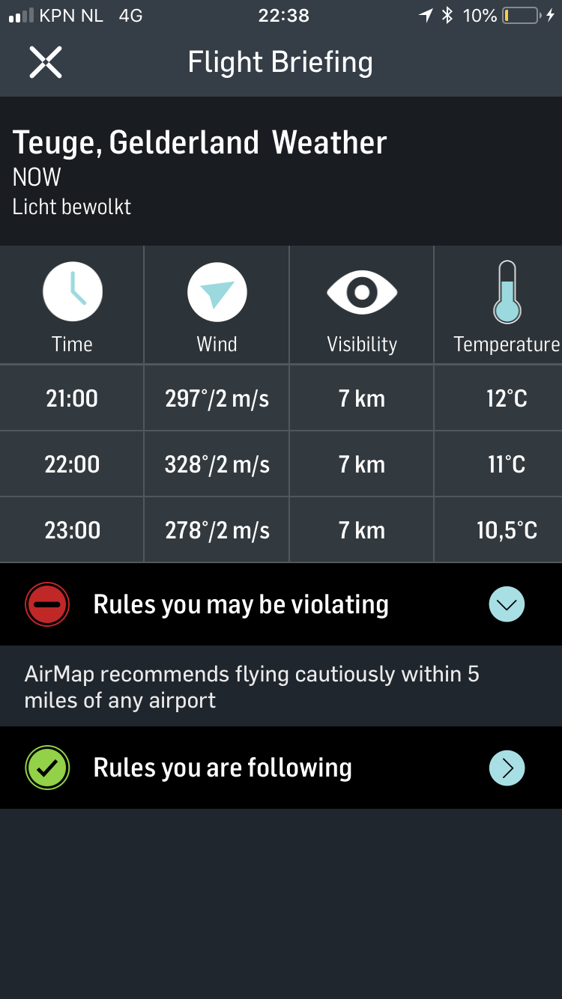 KPN NL 4G 22:38 10%
Flight Briefing
Teuge, Gelderland Weather
NOW
Licht bewolkt
Time Wind Visibility Temperature
21:00 297°/2 m/s 7 km 12°C
22:00 328°/2 m/s 7 km 11°C
23:00 278°/2 m/s 7 km 10,5°C
Rules you may be violating
AirMap recommends flying cautiously within 5
miles of any airport
Rules you are following